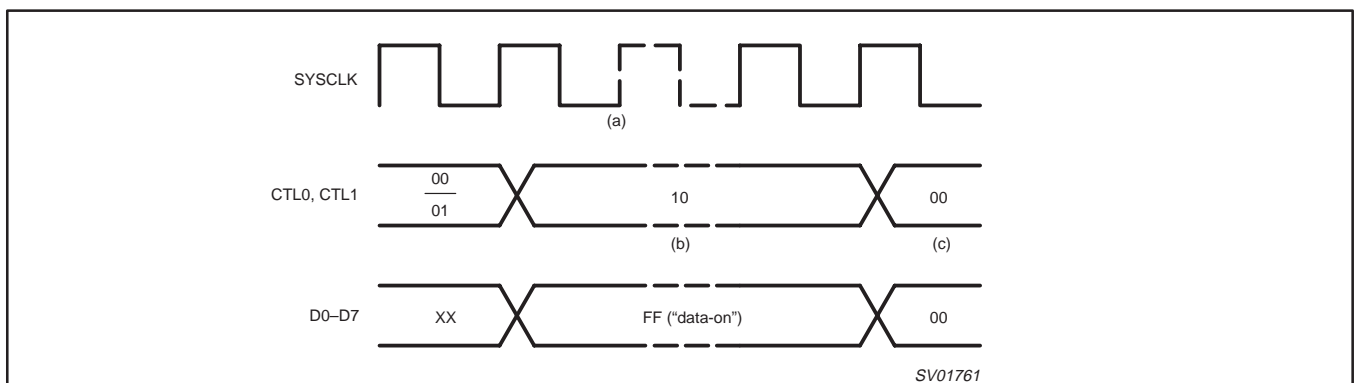 SYSCLK
(a)
CTL0, CTL1
00
01
10
00
(b)
(c)
D0–D7
XX
FF (“data-on”)
00
SV01761